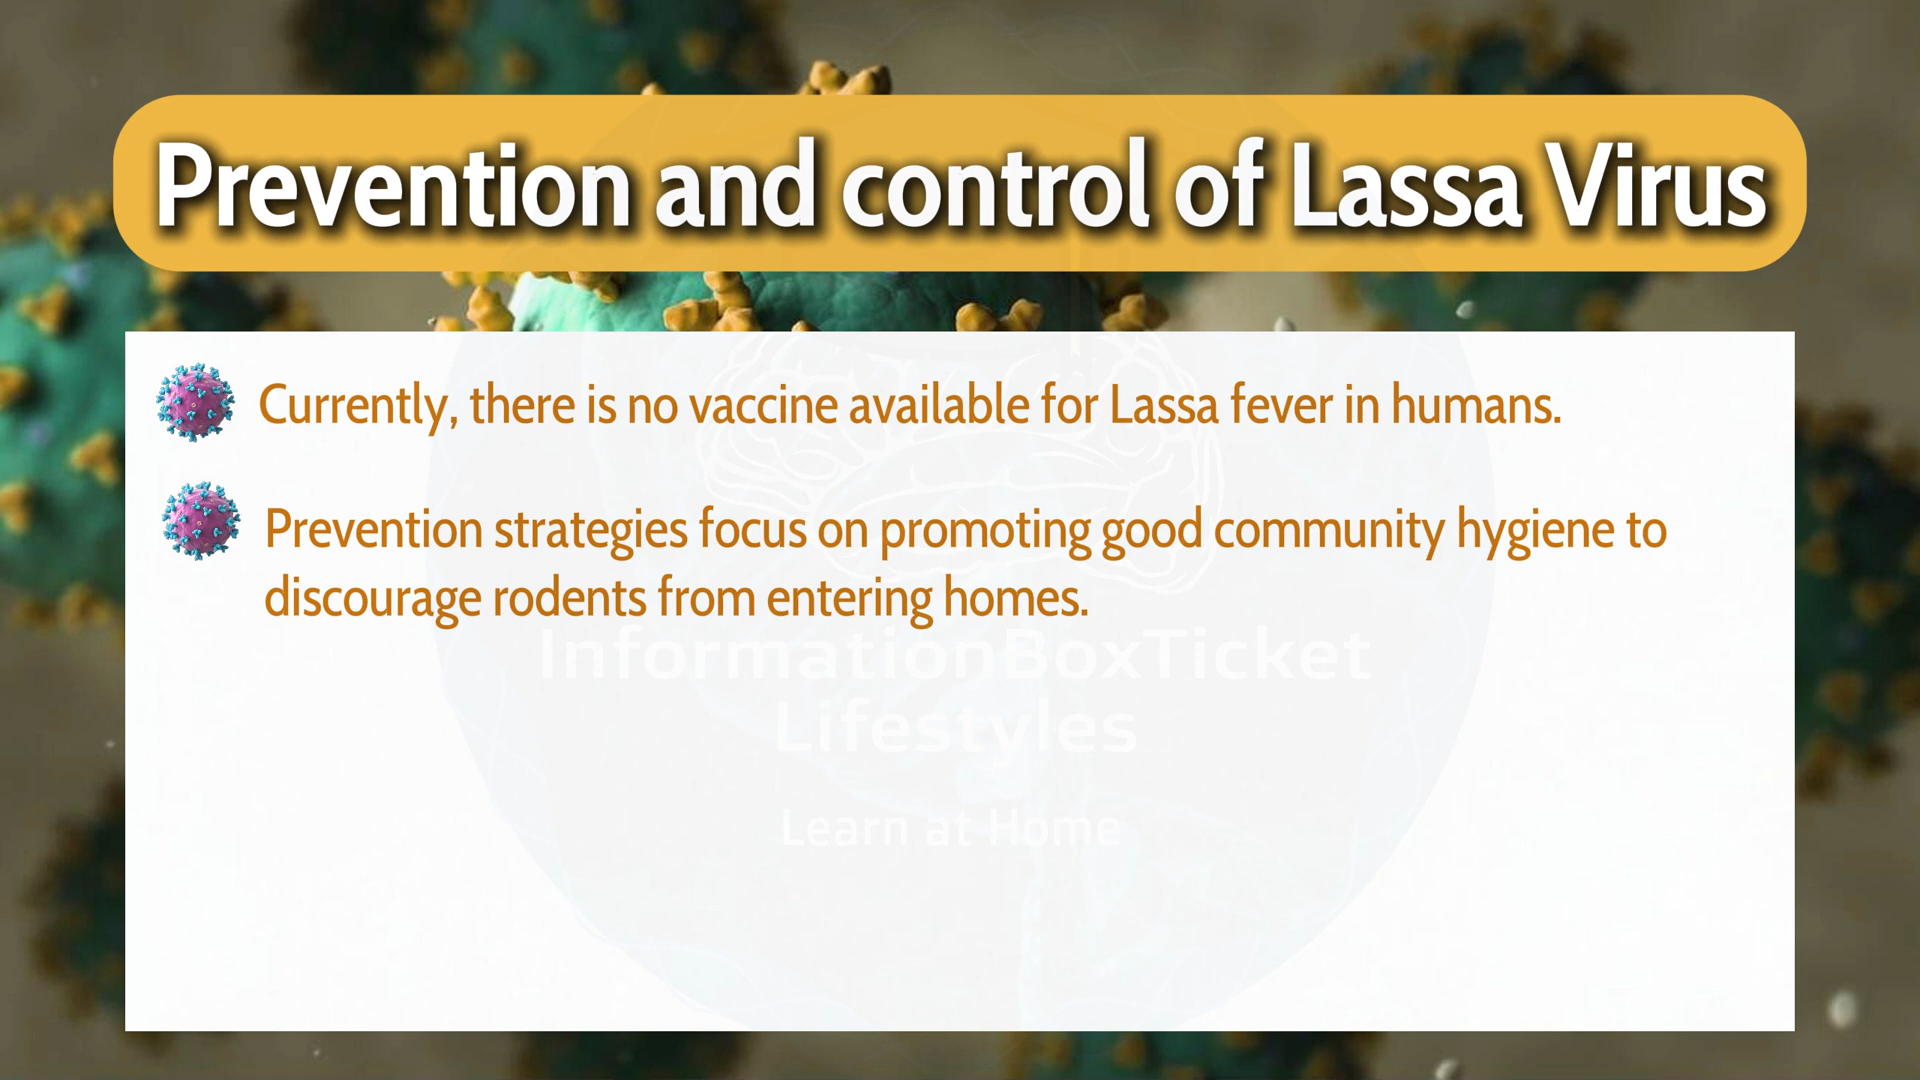 Prevention and control of Lassa Virus
Currently, there is no vaccine available for Lassa fever in humans.
Prevention strategies focus on promoting good community hygiene to
discourage rodents from entering homes.
InformationBoxTicket
Lifestyles
Learn at Home